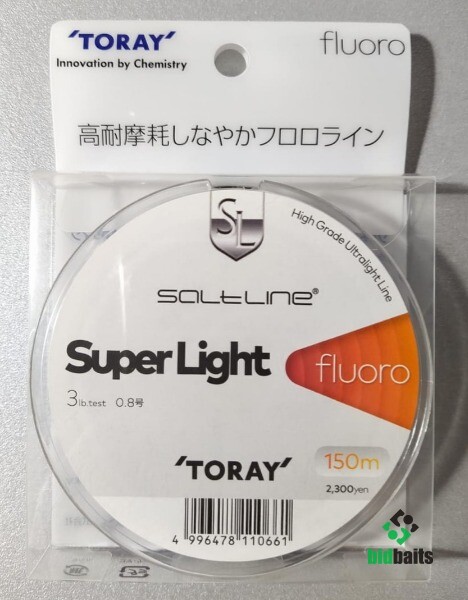 'TORAY'
Innovation by Chemistry
fluoro
高耐摩耗しなやかフロロライン
SL
High Grade Ultralight Line
SALTLINE®
Super Light
fluoro
3lb.test 0.8号
150m
'TORAY'
2,300yen
4 996478 110661
bidbaits